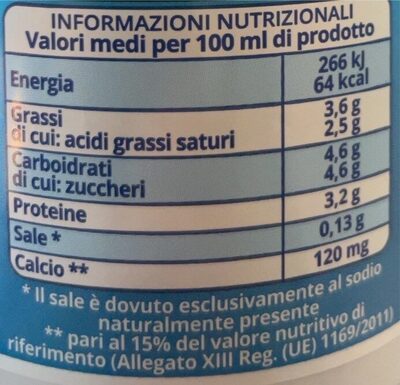 INFORMAZIONI NUTRIZIONALI
Valori medi per 100 ml di prodotto
Energia 266 kJ
64 kcal
Grassi 3,6 g
di cui: acidi grassi saturi 2,5 g
Carboidrati 4,6 g
di cui: zuccheri 4,6 g
Proteine 3,2 g
Sale * 0,13 g
Calcio ** 120 mg
* Il sale è dovuto esclusivamente al sodio
naturalmente presente
** pari al 15% del valore nutritivo di
riferimento (Allegato XIII Reg. (UE) 1169/2011)